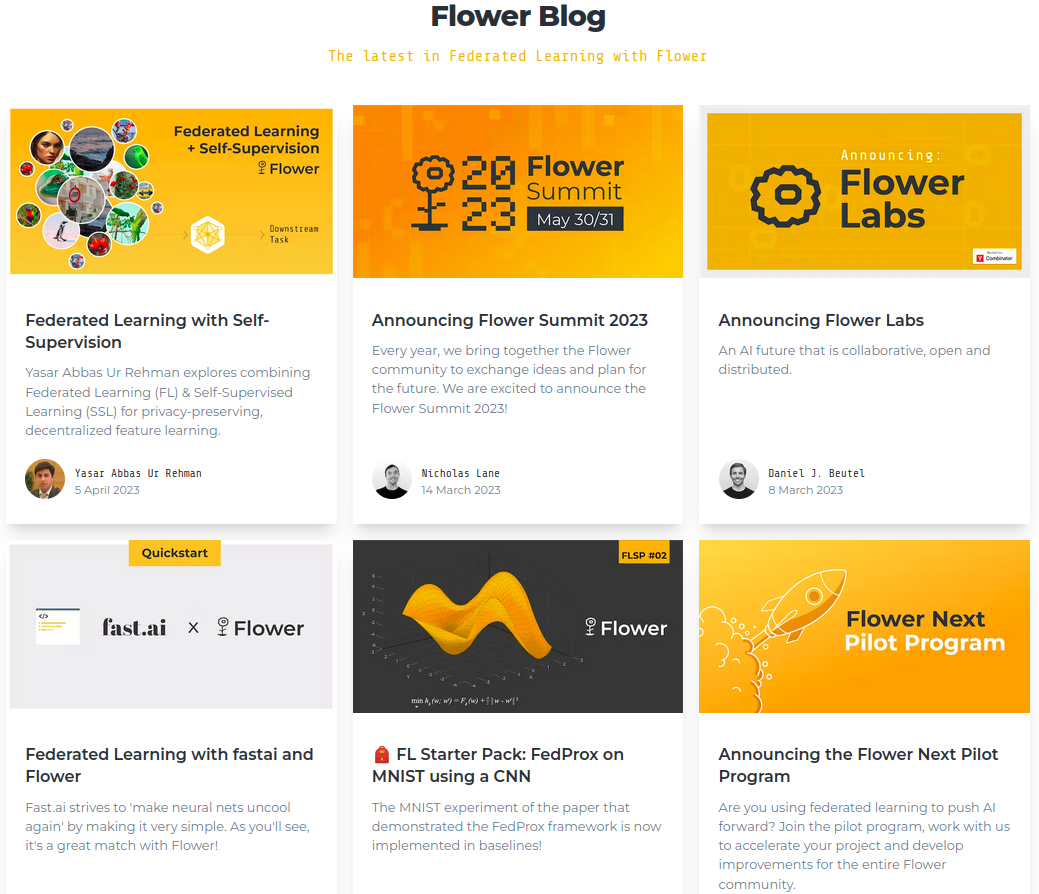 Flower Blog
The latest in Federated Learning with Flower
Federated Learning
+ Self-Supervision
Flower
Downstream
Task
Federated Learning with Self-
Supervision
Yasar Abbas Ur Rehman explores combining
Federated Learning (FL) & Self-Supervised
Learning (SSL) for privacy-preserving,
decentralized feature learning.
Yasar Abbas Ur Rehman
5 April 2023
20
23
Flower
Summit
May 30/31
Announcing Flower Summit 2023
Every year, we bring together the Flower
community to exchange ideas and plan for
the future. We are excited to announce the
Flower Summit 2023!
Nicholas Lane
14 March 2023
Announcing:
Flower
Labs
Combinator
Announcing Flower Labs
An AI future that is collaborative, open and
distributed.
Daniel J. Beutel
8 March 2023
Quickstart
</>
fast.ai X Flower
Federated Learning with fastai and
Flower
Fast.ai strives to 'make neural nets uncool
again' by making it very simple. As you'll see,
it's a great match with Flower!
FLSP #02
Flower
🎒 FL Starter Pack: FedProx on
MNIST using a CNN
The MNIST experiment of the paper that
demonstrated the FedProx framework is now
implemented in baselines!
Flower Next
Pilot Program
Announcing the Flower Next Pilot
Program
Are you using federated learning to push AI
forward? Join the pilot program, work with us
to accelerate your project and develop
improvements for the entire Flower
community.